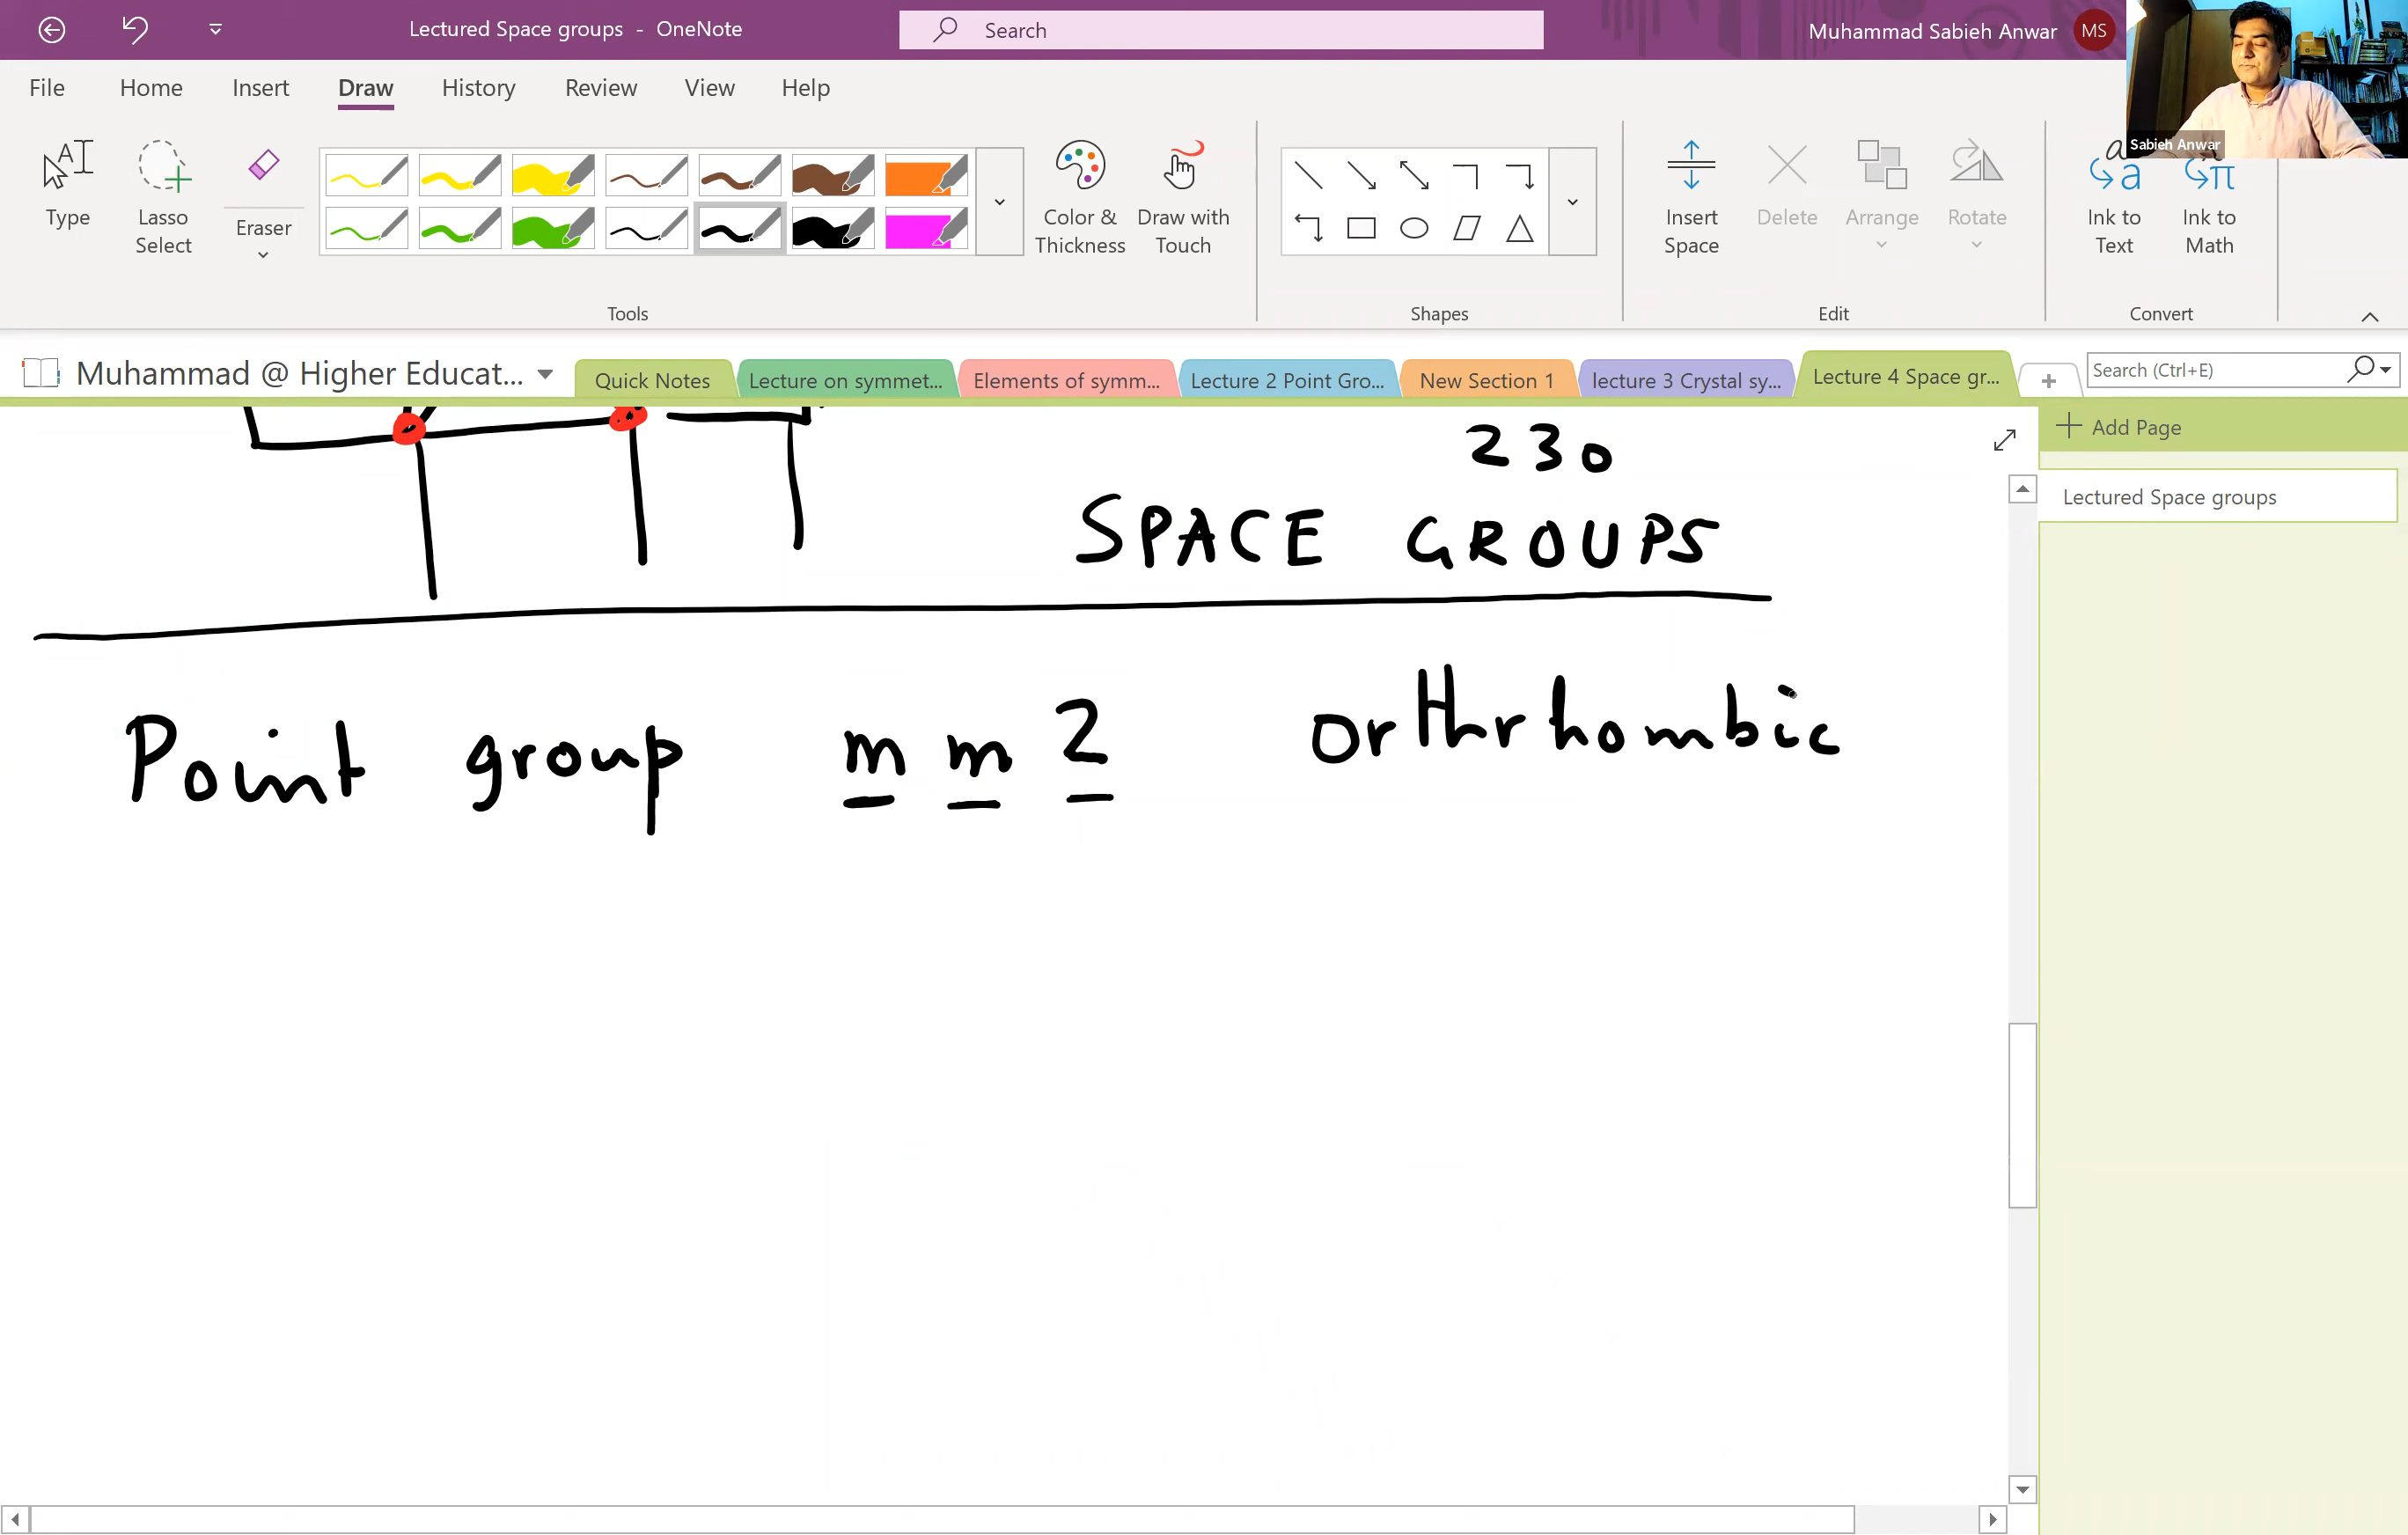 Lectured Space groups - OneNote
Search
Muhammad Sabieh Anwar
MS
File Home Insert Draw History Review View Help
Type
Lasso Select
Eraser
Color & Thickness
Draw with Touch
Insert Space
Delete
Arrange
Rotate
Ink to Text
Ink to Math
Sabieh Anwar
Tools
Shapes
Edit
Convert
Muhammad @ Higher Educat...
Quick Notes
Lecture on symmet...
Elements of symm...
Lecture 2 Point Gro...
New Section 1
lecture 3 Crystal sy...
Lecture 4 Space gr...
Search (Ctrl+E)
Add Page
Lectured Space groups
230
SPACE GROUPS
Point group m m 2 orthrhombic